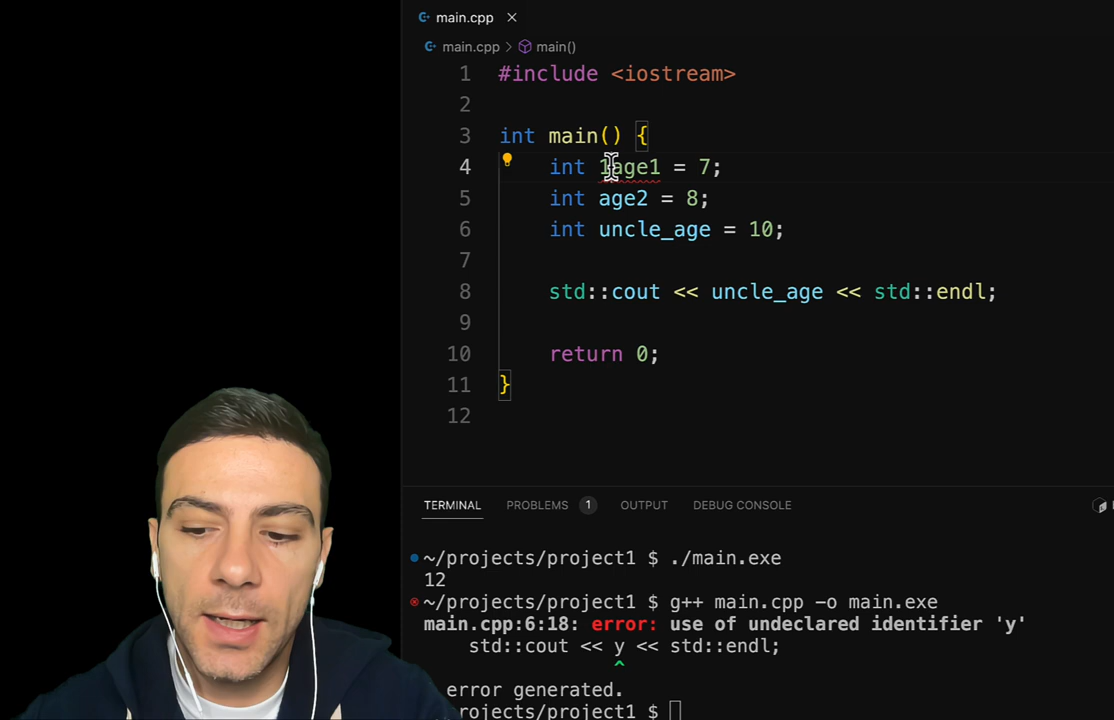 main.cpp
main.cpp > main()
1 #include <iostream>
2
3 int main() {
4 int 1age1 = 7;
5 int age2 = 8;
6 int uncle_age = 10;
7
8 std::cout << uncle_age << std::endl;
9
10 return 0;
11 }
12
TERMINAL PROBLEMS 1 OUTPUT DEBUG CONSOLE
~/projects/project1 $ ./main.exe
12
~/projects/project1 $ g++ main.cpp -o main.exe
main.cpp:6:18: error: use of undeclared identifier 'y'
std::cout << y << std::endl;
^
error generated.
projects/project1 $